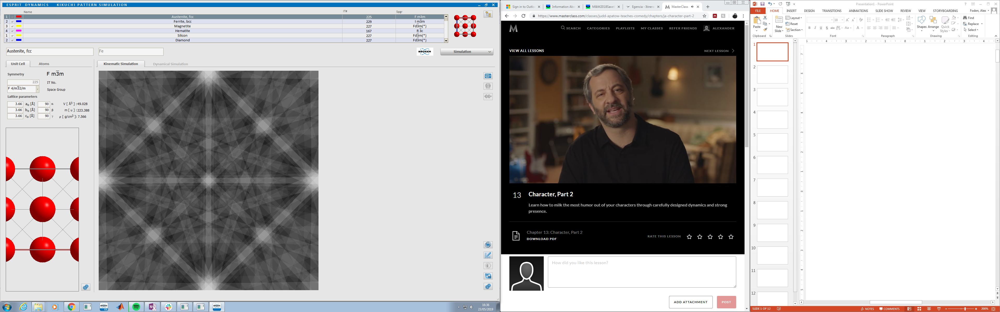 ESPRIT DYNAMICS KIKUCHI PATTERN SIMULATION
Name IT# Spgr
1 Austenite, fcc 225 F m3m
2 Ferrite, bcc 229 I m3m
3 Magnetite 227 Fd3m(*)
4 Hematite 167 R 3c
1 Silicon 227 Fd3m(*)
2 Diamond 227 Fd3m(*)
Austenite, fcc Fe
BRUKER
Simulation
Unit Cell Atoms
Kinematic Simulation Dynamical Simulation
Symmetry F m3̅m
225 IT No.
F 4/m3̅2/m Space Group
Lattice parameters
3.66 a₀ [Å] 90 α V [ Å³ ] :49.028
3.66 b₀ [Å] 90 β m [ u ] :223.388
3.66 c₀ [Å] 90 γ ρ [ g/cm³ ]: 7.566
16:36
23/05/2019
Sign in to Outlo
Information Abo
M&M2018SaveT
Egencia - Itinera
MasterClass
https://www.masterclass.com/classes/judd-apatow-teaches-comedy/chapters/ja-character-part-2
SEARCH CATEGORIES PLAYLISTS MY CLASSES REFER FRIENDS ALEXANDER
VIEW ALL LESSONS NEXT LESSON
13 Character, Part 2
Learn how to milk the most humor out of your characters through carefully designed dynamics and strong
presence.
Chapter 13: Character, Part 2
DOWNLOAD PDF
RATE THIS LESSON
How did you like this lesson?
ADD ATTACHMENT POST
Presentation1 - PowerPoint
FILE HOME INSERT DESIGN TRANSITIONS ANIMATIONS SLIDE SHOW REVIEW VIEW STORYBOARDING Foden, Alex
Paste
New
Slide
Layout
Reset
Section
18
B I U S abc AV Aa A
Shapes Arrange Quick
Styles
Find
Replace
Select
Clipboard Slides Font Paragraph Drawing Editing
1
2
3
4
5
6
7
8
9
10
11
12
SLIDE 1 OF 12 NOTES COMMENTS 200%